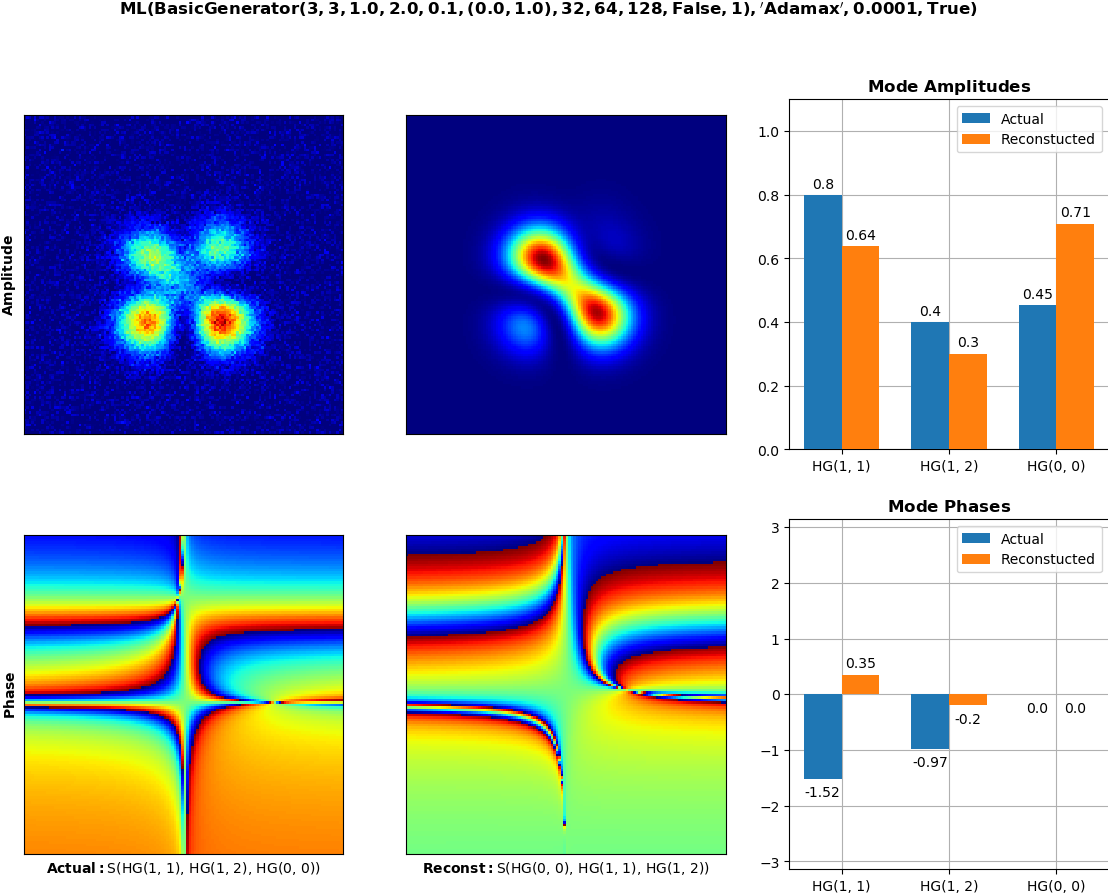 ML(BasicGenerator(3, 3, 1.0, 2.0, 0.1, (0.0, 1.0), 32, 64, 128, False, 1), 'Adamax', 0.0001, True)
Amplitude
Mode Amplitudes
Actual
Reconstucted
1.0
0.8
0.6
0.4
0.2
0.0
0.8
0.64
0.4
0.3
0.45
0.71
HG(1, 1)
HG(1, 2)
HG(0, 0)
Phase
Actual: S(HG(1, 1), HG(1, 2), HG(0, 0))
Reconst: S(HG(0, 0), HG(1, 1), HG(1, 2))
Mode Phases
Actual
Reconstucted
3
2
1
0
−1
−2
−3
-1.52
0.35
-0.97
-0.2
0.0
0.0
HG(1, 1)
HG(1, 2)
HG(0, 0)